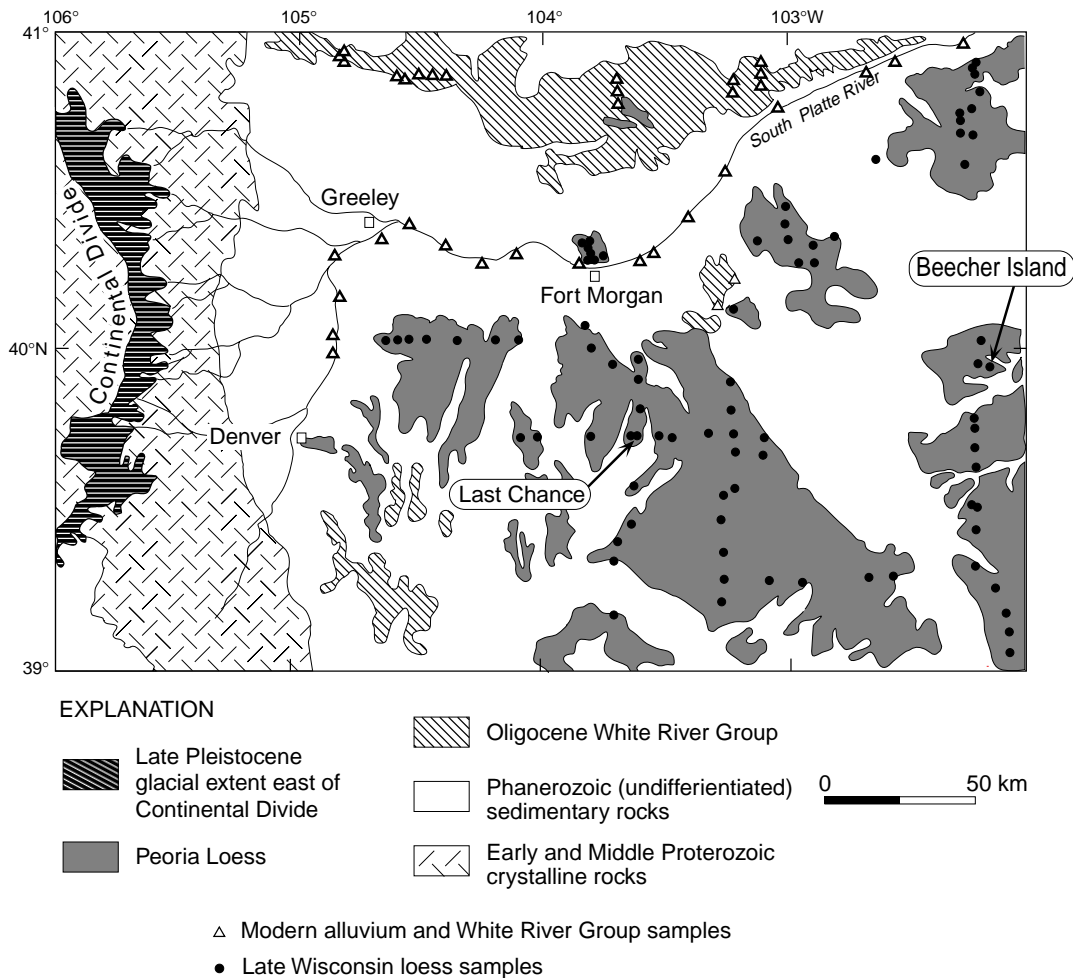 106°
105°
104°
103°W
41°
South Platte River
Greeley
Continental Divide
Beecher Island
Fort Morgan
40°N
Denver
Last Chance
39°
EXPLANATION
Late Pleistocene
glacial extent east of
Continental Divide
Peoria Loess
Oligocene White River Group
Phanerozoic (undifferientiated)
sedimentary rocks
Early and Middle Proterozoic
crystalline rocks
0 50 km
Modern alluvium and White River Group samples
Late Wisconsin loess samples